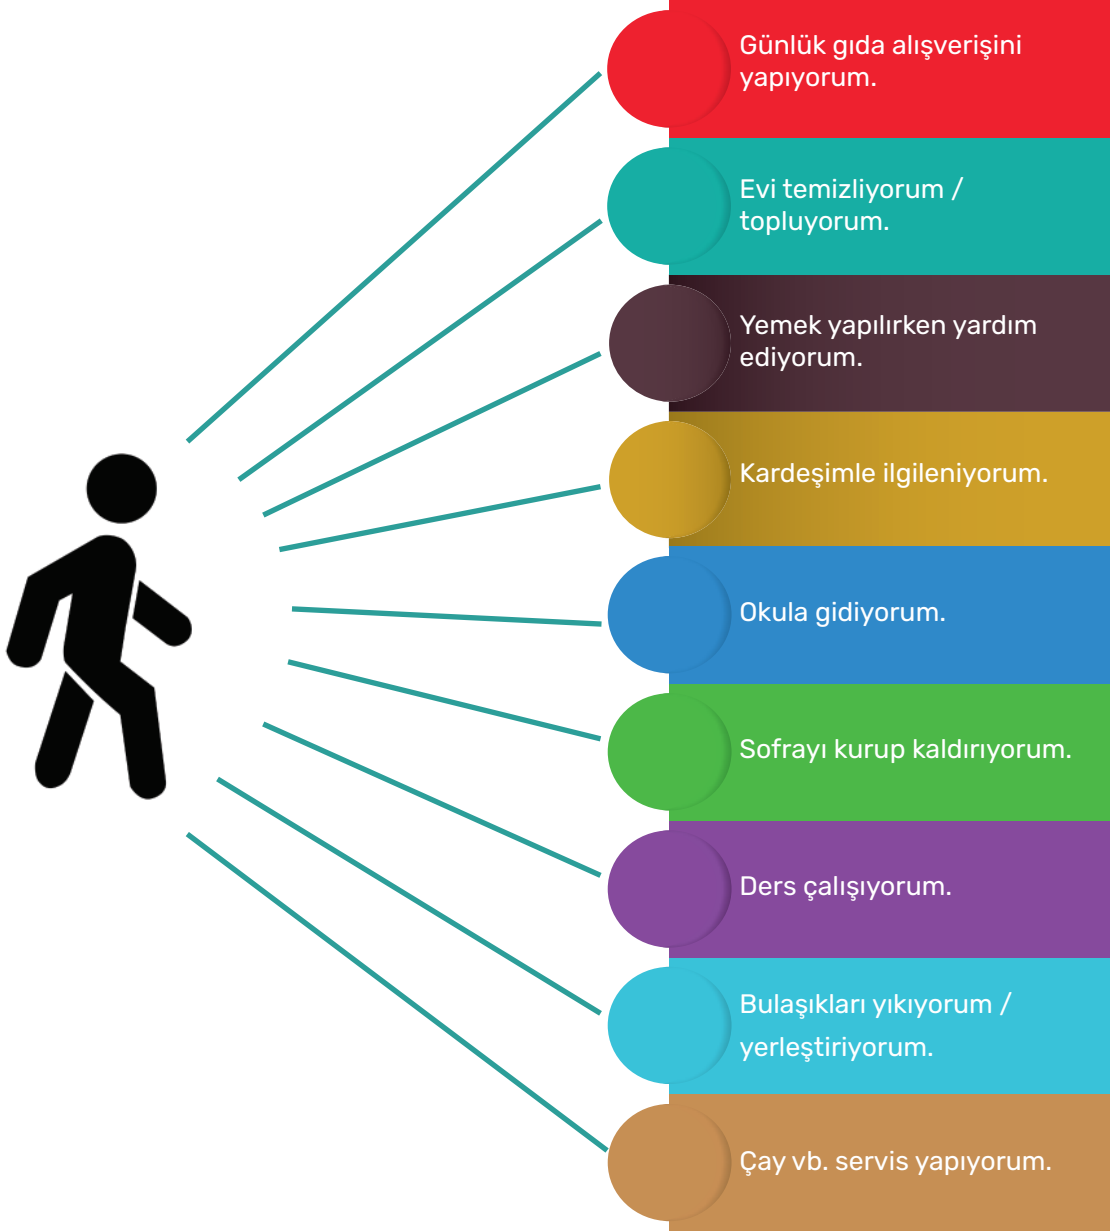 Günlük gıda alışverişini
yapıyorum.
Evi temizliyorum /
topluyorum.
Yemek yapılırken yardım
ediyorum.
Kardeşimle ilgileniyorum.
Okula gidiyorum.
Sofrayı kurup kaldırıyorum.
Ders çalışıyorum.
Bulaşıkları yıkıyorum /
yerleştiriyorum.
Çay vb. servis yapıyorum.